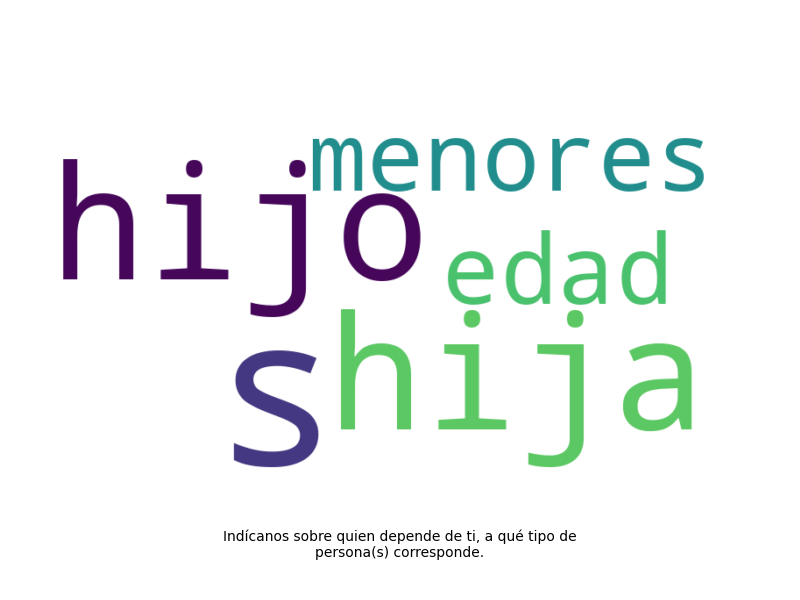 menores
hijo
edad
s hija
Indícanos sobre quien depende de ti, a qué tipo de
persona(s) corresponde.